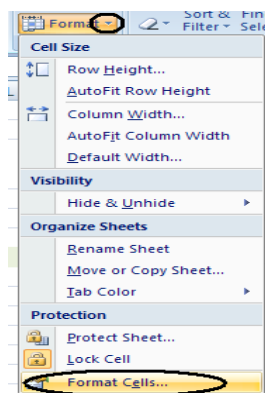 Format
Sort &
Filter
Cell Size
Row Height...
AutoFit Row Height
Column Width...
AutoFit Column Width
Default Width...
Visibility
Hide & Unhide
Organize Sheets
Rename Sheet
Move or Copy Sheet...
Tab Color
Protection
Protect Sheet...
Lock Cell
Format Cells...